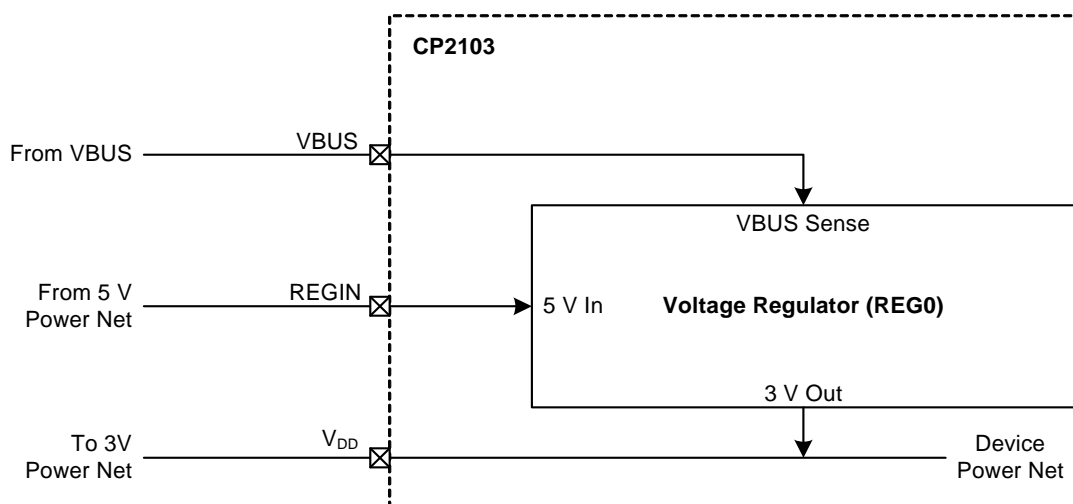 CP2103
From VBUS
VBUS
VBUS Sense
From 5 V
Power Net
REGIN
5 V In
Voltage Regulator (REG0)
3 V Out
To 3V
Power Net
VDD
Device
Power Net